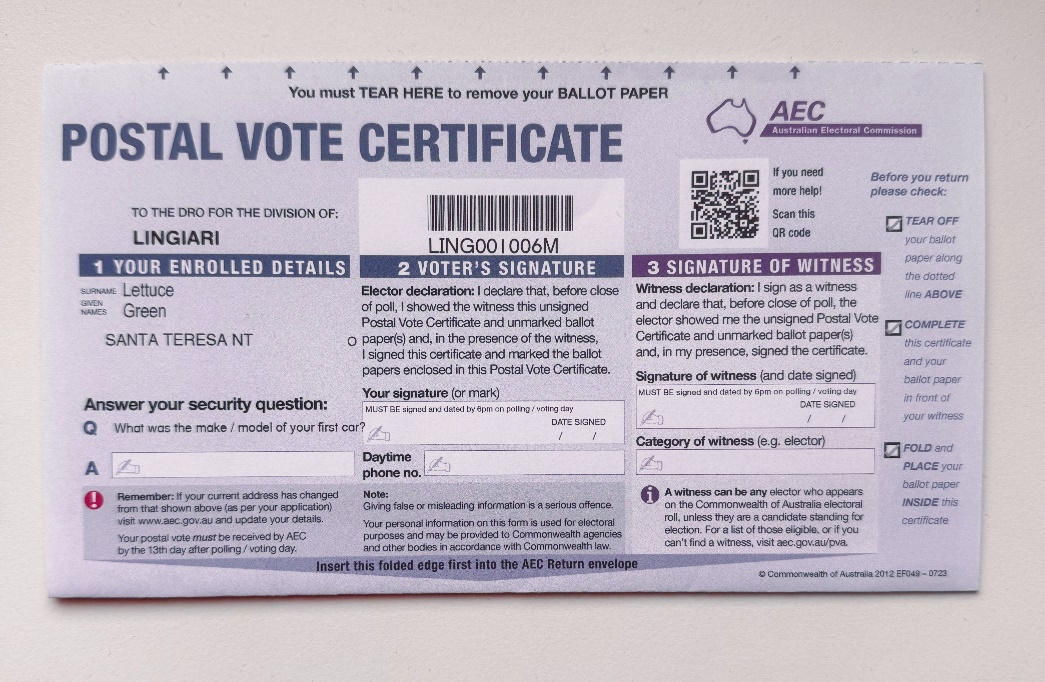 You must TEAR HERE to remove your BALLOT PAPER
POSTAL VOTE CERTIFICATE
AEC
Australian Electoral Commission
TO THE DRO FOR THE DIVISION OF:
LINGIARI
LING001006M
If you need
more help!
Scan this
QR code
1 YOUR ENROLLED DETAILS
SURNAME Lettuce
GIVEN
NAMES Green
SANTA TERESA NT
Answer your security question:
Q What was the make / model of your first car?
A
Remember: If your current address has changed
from that shown above (as per your application)
visit www.aec.gov.au and update your details.
Your postal vote must be received by AEC
by the 13th day after polling / voting day.
2 VOTER'S SIGNATURE
Elector declaration: I declare that, before close
of poll, I showed the witness this unsigned
Postal Vote Certificate and unmarked ballot
O paper(s) and, in the presence of the witness,
I signed this certificate and marked the ballot
papers enclosed in this Postal Vote Certificate.
Your signature (or mark)
MUST BE signed and dated by 6pm on polling / voting day
DATE SIGNED
/ /
Daytime
phone no.
Note:
Giving false or misleading information is a serious offence.
Your personal information on this form is used for electoral
purposes and may be provided to Commonwealth agencies
and other bodies in accordance with Commonwealth law.
3 SIGNATURE OF WITNESS
Witness declaration: I sign as a witness
and declare that, before close of poll, the
elector showed me the unsigned Postal Vote
Certificate and unmarked ballot paper(s)
and, in my presence, signed the certificate.
Signature of witness (and date signed)
MUST BE signed and dated by 6pm on polling / voting day
DATE SIGNED
/ /
Category of witness (e.g. elector)
A witness can be any elector who appears
on the Commonwealth of Australia electoral
roll, unless they are a candidate standing for
election. For a list of those eligible, or if you
can't find a witness, visit aec.gov.au/pva.
Before you return
please check:
TEAR OFF
your ballot
paper along
the dotted
line ABOVE
COMPLETE
this certificate
and your
ballot paper
in front of
your witness
FOLD and
PLACE your
ballot paper
INSIDE this
certificate
Insert this folded edge first into the AEC Return envelope
© Commonwealth of Australia 2012 EF049 – 0723